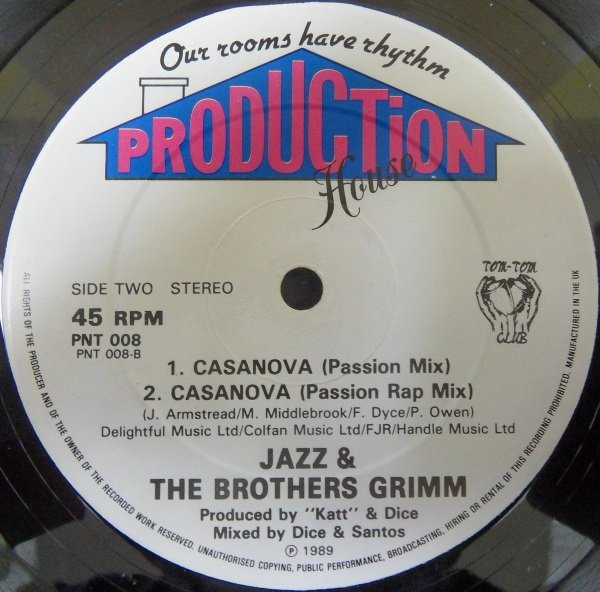 Our rooms have rhythm
PRODUCTiON
House
SIDE TWO STEREO
45 RPM
PNT 008
PNT 008-B
TOM-TOM
CLUB
1. CASANOVA (Passion Mix)
2. CASANOVA (Passion Rap Mix)
(J. Armstread/M. Middlebrook/F. Dyce/P. Owen)
Delightful Music Ltd/Colfan Music Ltd/FJR/Handle Music Ltd
JAZZ &
THE BROTHERS GRIMM
Produced by "Katt" & Dice
Mixed by Dice & Santos
℗ 1989
ALL RIGHTS OF THE PRODUCER AND OF THE OWNER OF THE RECORDED WORK RESERVED. UNAUTHORISED COPYING, PUBLIC PERFORMANCE, BROADCASTING, HIRING OR RENTAL OF THIS RECORDING PROHIBITED. MANUFACTURED IN THE UK